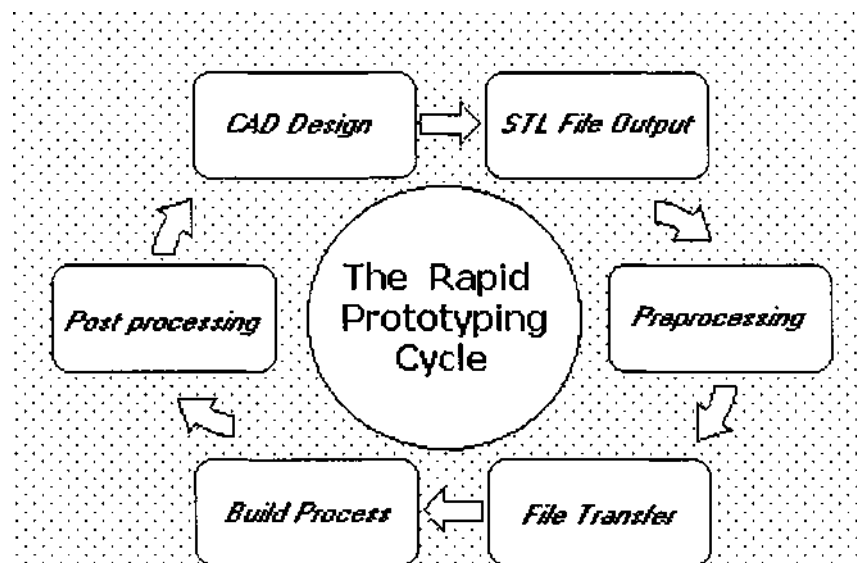 CAD Design
STL File Output
The Rapid
Prototyping
Cycle
Post processing
Preprocessing
Build Process
File Transfer